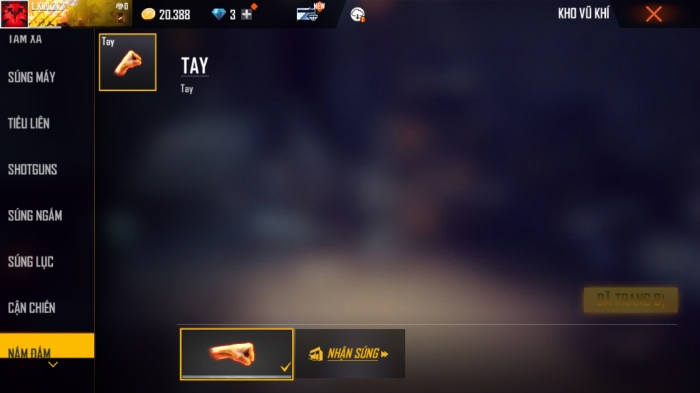 20.388
3
NEW
KHO VŨ KHÍ
TẦM XA
SÚNG MÁY
TIỂU LIÊN
SHOTGUNS
SÚNG NGẮM
SÚNG LỤC
CẬN CHIẾN
NẮM ĐẤM
Tay
TAY
Tay
ĐÃ TRANG BỊ
NHẬN SÚNG